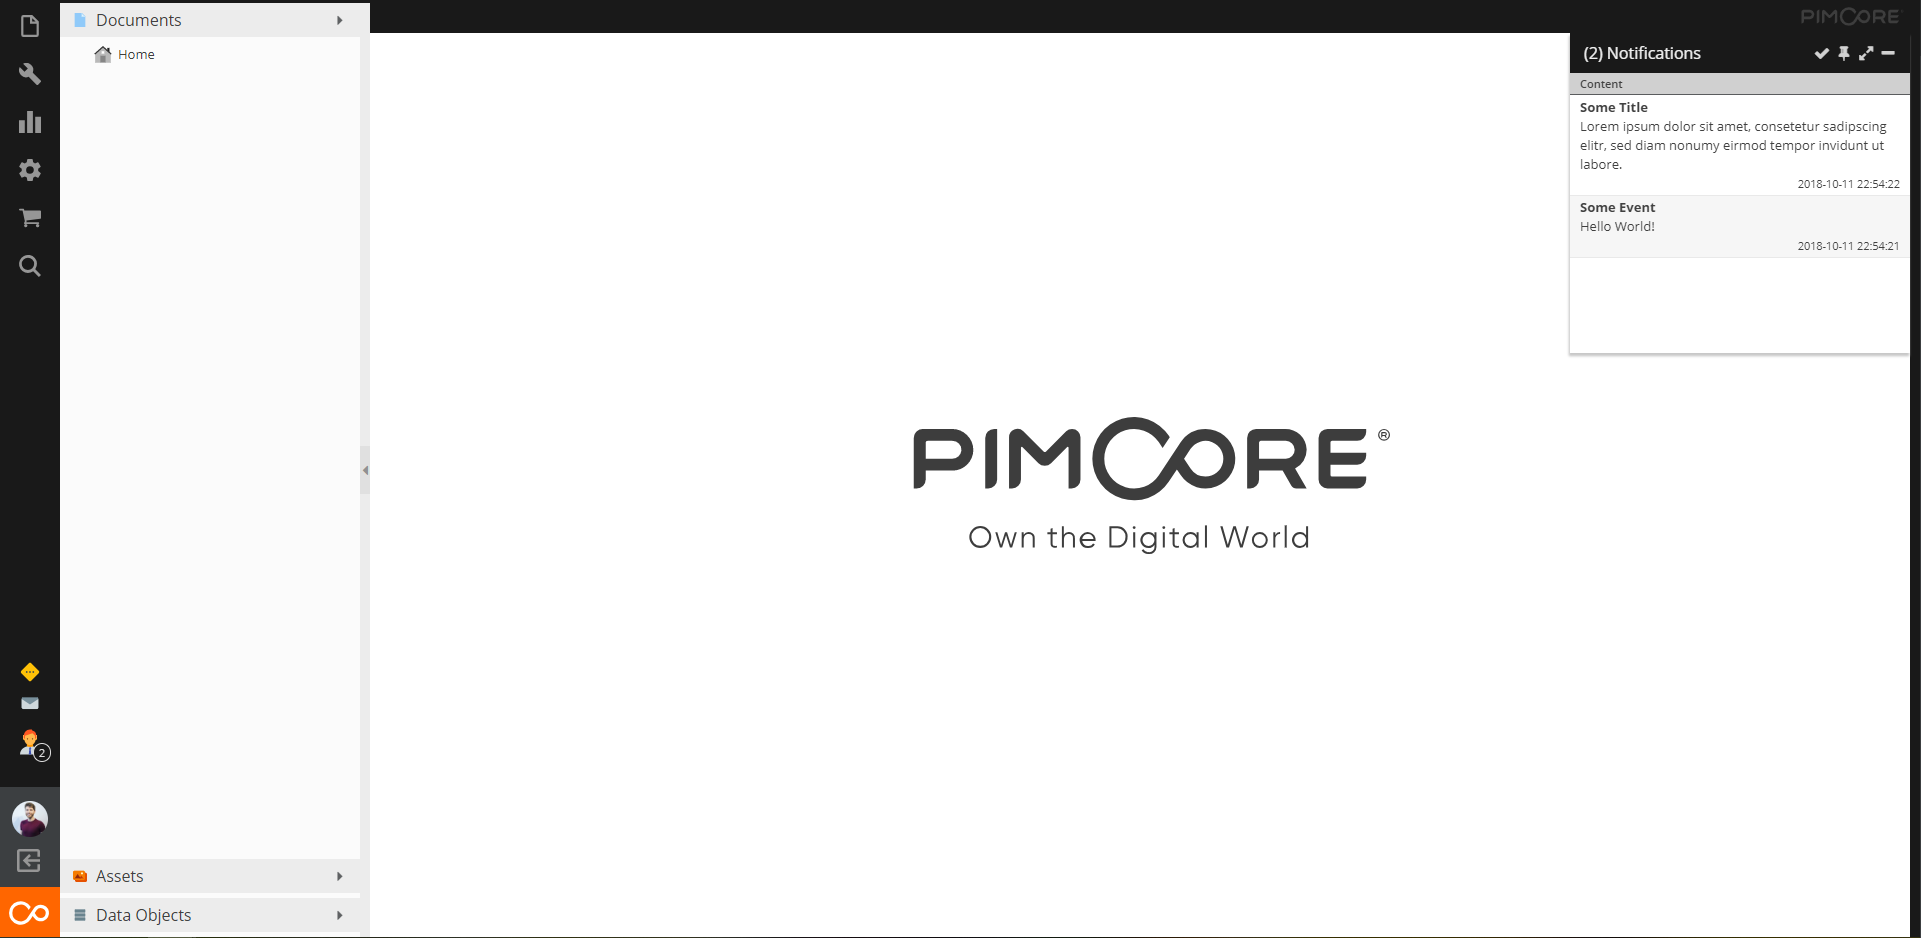 Documents
Home
PIMCORE
(2) Notifications
Content
Some Title
Lorem ipsum dolor sit amet, consetetur sadipscing
elitr, sed diam nonumy eirmod tempor invidunt ut
labore.
2018-10-11 22:54:22
Some Event
Hello World!
2018-10-11 22:54:21
PIMCORE®
Own the Digital World
2
Assets
Data Objects